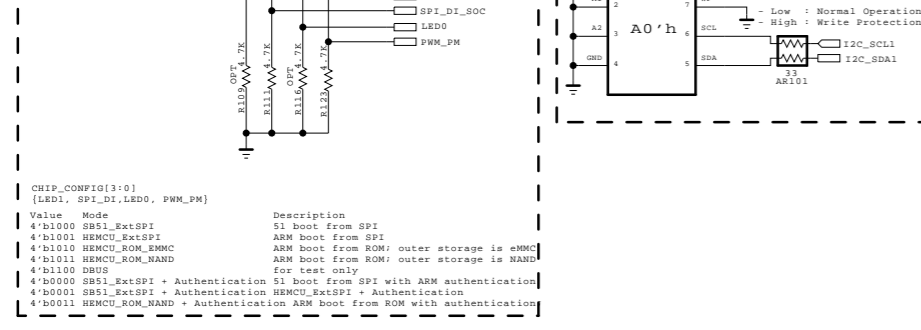 SPI_DI_SOC
LED0
PWM_PM
OPT
R109 4.7K
R111 4.7K
OPT
R116 4.7K
R123 4.7K
2
A2 3
GND 4
A0'h
7
6 SCL
5 SDA
- Low : Normal Operation
- High : Write Protection
I2C_SCL1
I2C_SDA1
33
AR101
CHIP_CONFIG[3:0]
{LED1, SPI_DI,LED0, PWM_PM}
Value Mode Description
4'b1000 SB51_ExtSPI 51 boot from SPI
4'b1001 HEMCU_ExtSPI ARM boot from SPI
4'b1010 HEMCU_ROM_EMMC ARM boot from ROM; outer storage is eMMC
4'b1011 HEMCU_ROM_NAND ARM boot from ROM; outer storage is NAND
4'b1100 DBUS for test only
4'b0000 SB51_ExtSPI + Authentication 51 boot from SPI with ARM authentication
4'b0001 SB51_ExtSPI + Authentication HEMCU_ExtSPI + Authentication
4'b0011 HEMCU_ROM_NAND + Authentication ARM boot from ROM with authentication